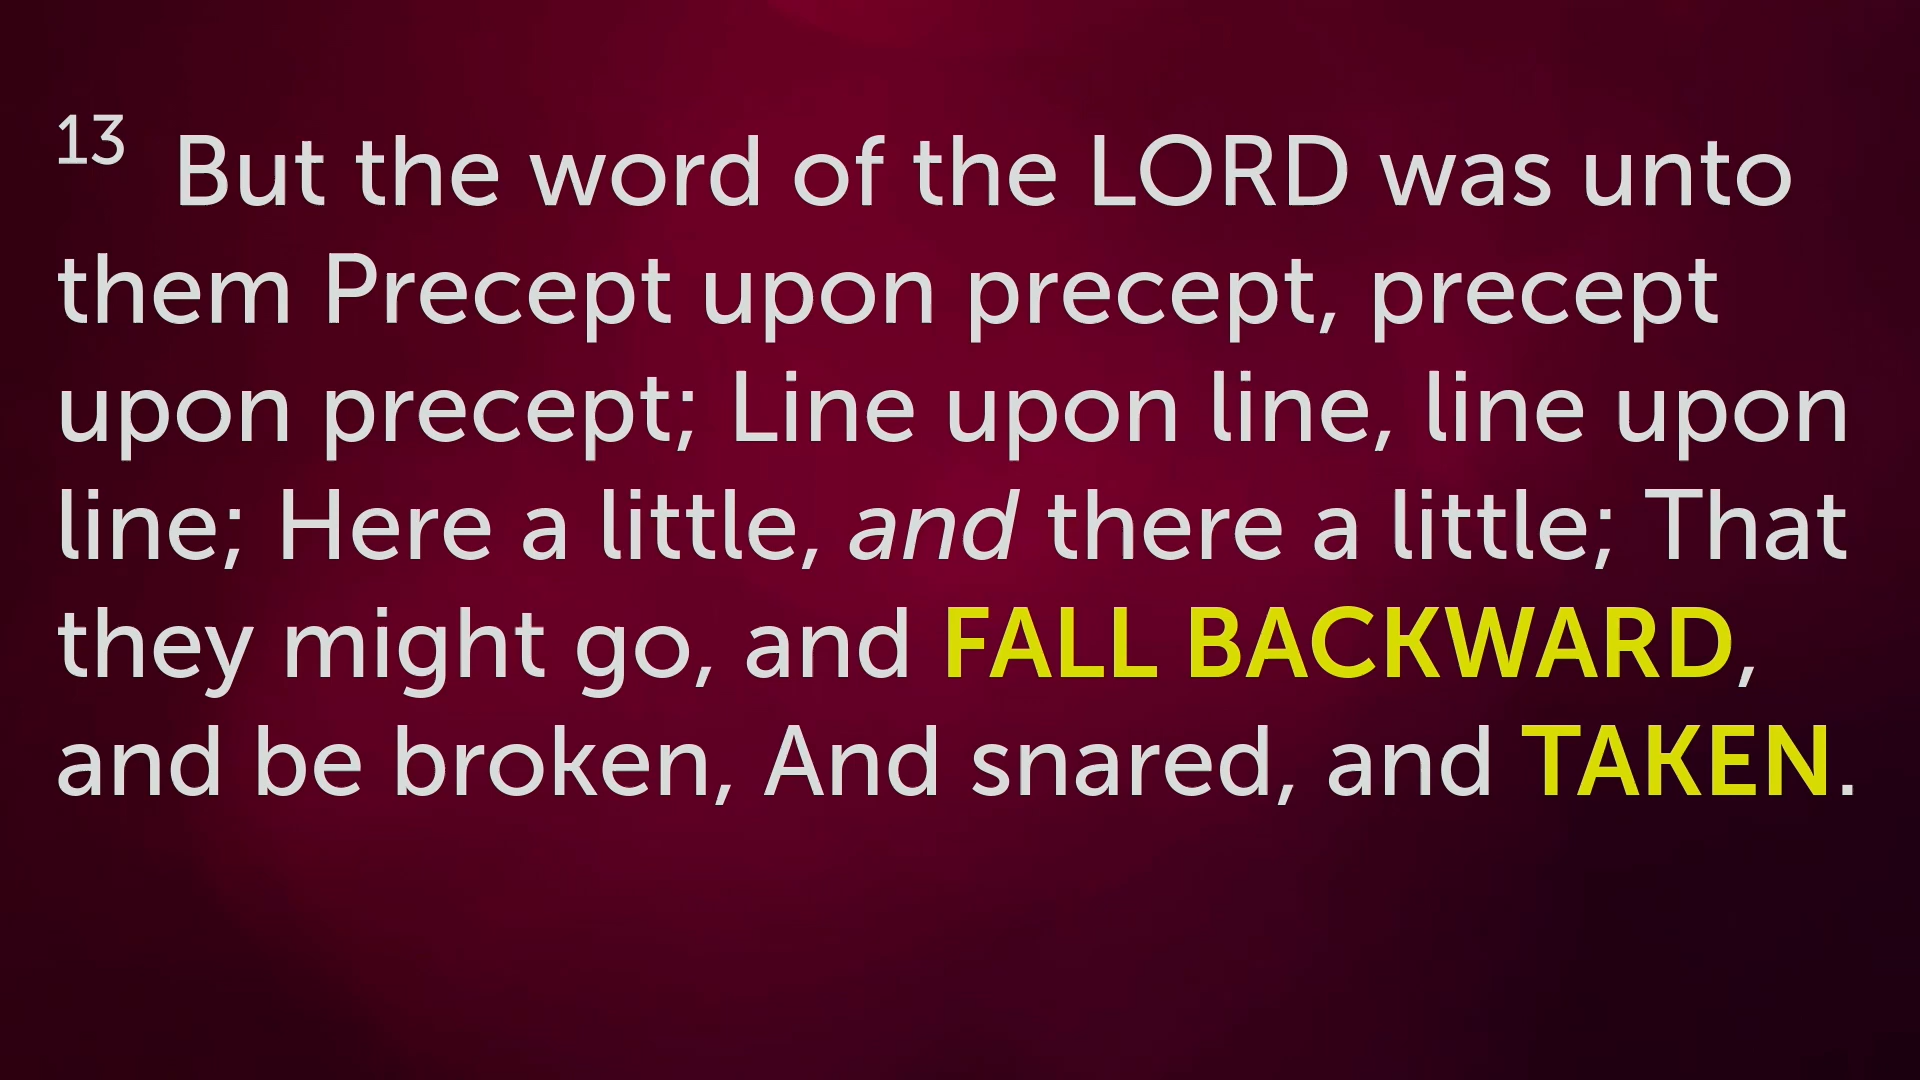 13 But the word of the LORD was unto
them Precept upon precept, precept
upon precept; Line upon line, line upon
line; Here a little, and there a little; That
they might go, and FALL BACKWARD,
and be broken, And snared, and TAKEN.